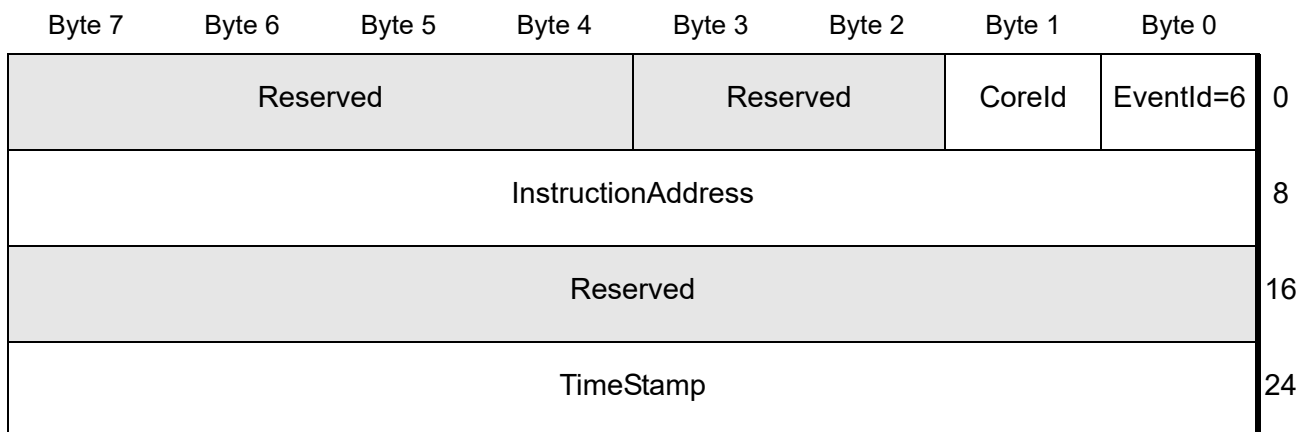 Byte 7 Byte 6 Byte 5 Byte 4 Byte 3 Byte 2 Byte 1 Byte 0
Reserved Reserved CoreId EventId=6 0
InstructionAddress 8
Reserved 16
TimeStamp 24